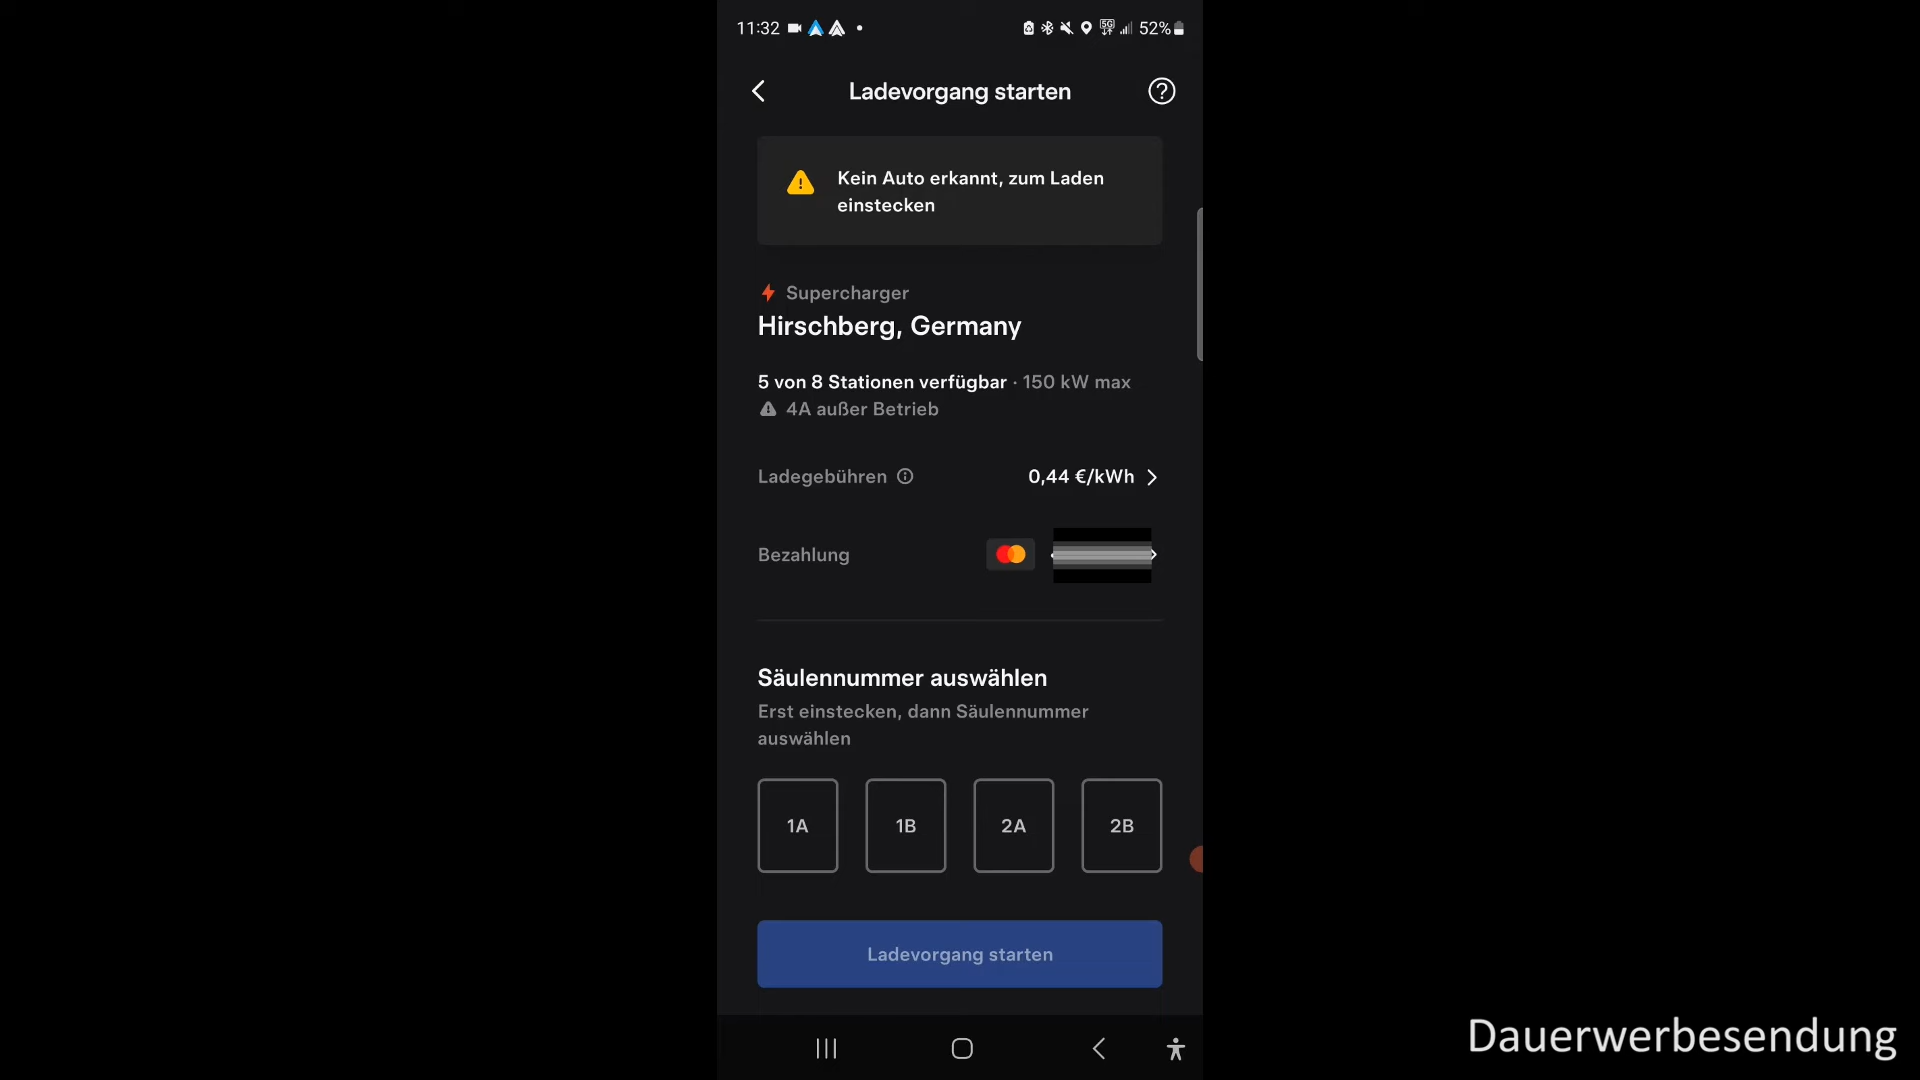 11:32
5G
52%
Ladevorgang starten
Kein Auto erkannt, zum Laden
einstecken
Supercharger
Hirschberg, Germany
5 von 8 Stationen verfügbar · 150 kW max
4A außer Betrieb
Ladegebühren
0,44 €/kWh
Bezahlung
Säulennummer auswählen
Erst einstecken, dann Säulennummer
auswählen
1A
1B
2A
2B
Ladevorgang starten
Dauerwerbesendung